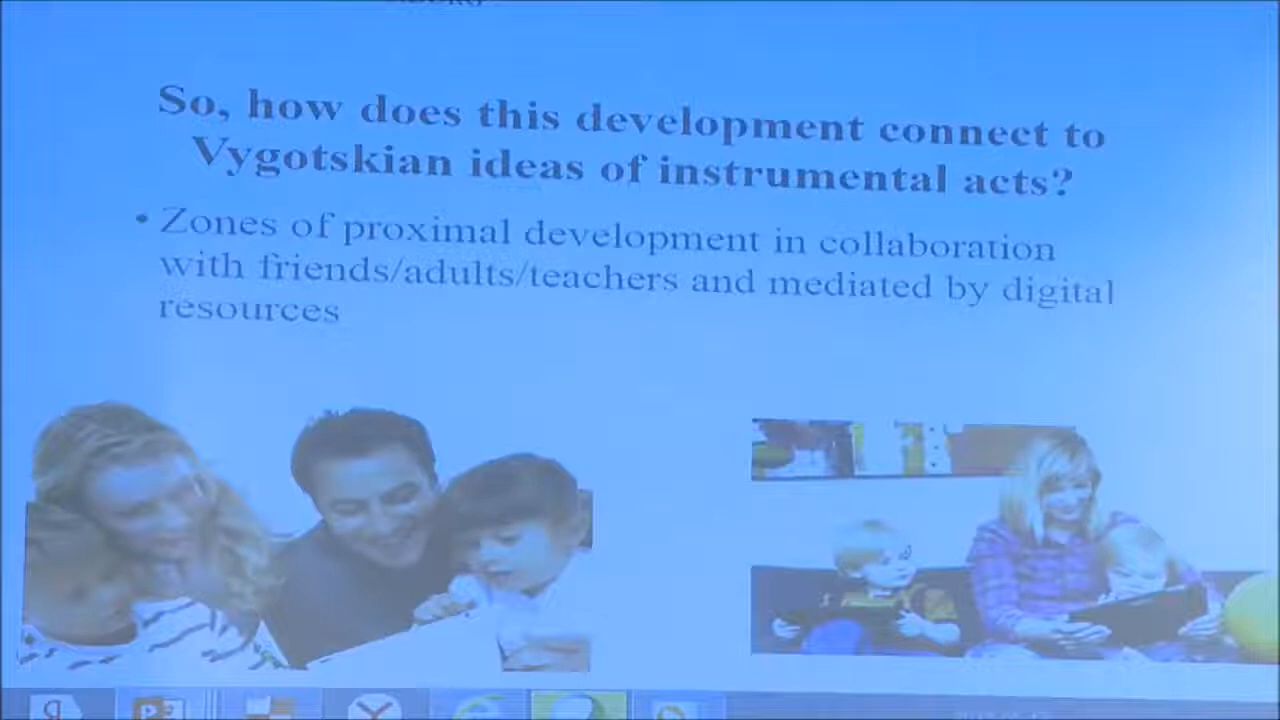 So, how does this development connect to
Vygotskian ideas of instrumental acts?
• Zones of proximal development in collaboration
with friends/adults/teachers and mediated by digital
resources